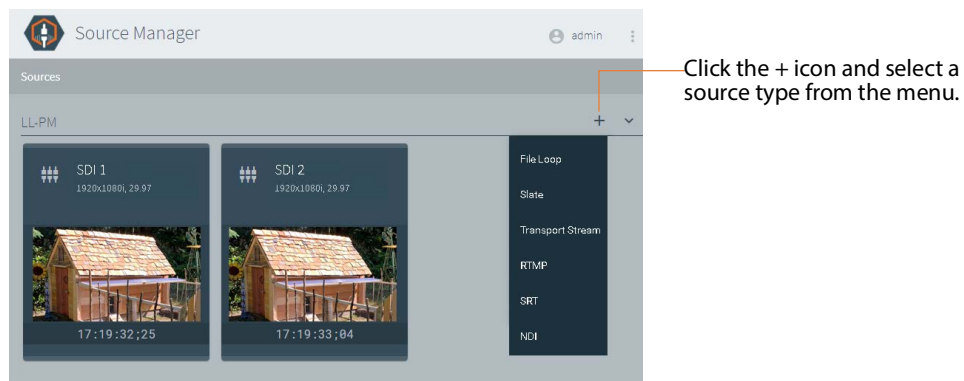 Source Manager
admin
Sources
LL-PM
Click the + icon and select a
source type from the menu.
SDI 1
1920x1080i, 29.97
SDI 2
1920x1080i, 29.97
File Loop
Slate
Transport Stream
RTMP
SRT
NDI
17:19:32;25
17:19:33;04